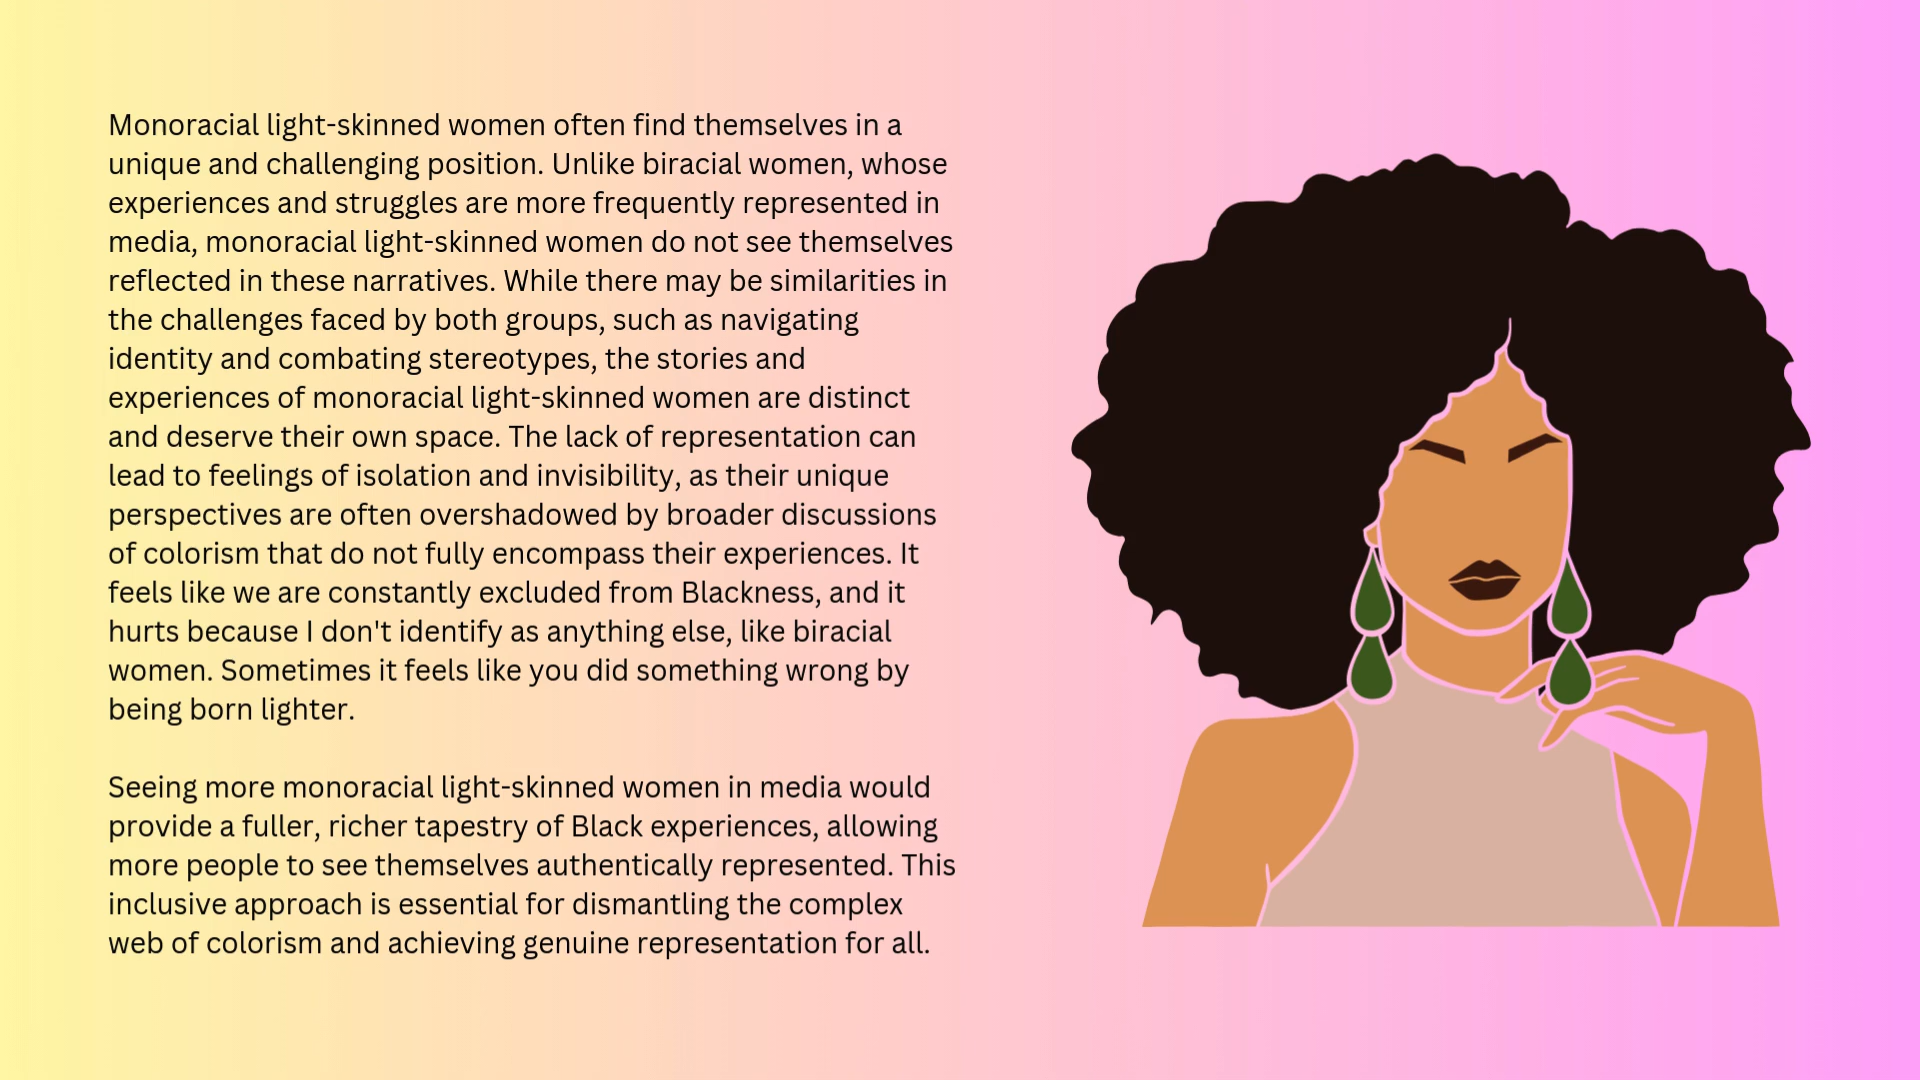 Monoracial light-skinned women often find themselves in a
unique and challenging position. Unlike biracial women, whose
experiences and struggles are more frequently represented in
media, monoracial light-skinned women do not see themselves
reflected in these narratives. While there may be similarities in
the challenges faced by both groups, such as navigating
identity and combating stereotypes, the stories and
experiences of monoracial light-skinned women are distinct
and deserve their own space. The lack of representation can
lead to feelings of isolation and invisibility, as their unique
perspectives are often overshadowed by broader discussions
of colorism that do not fully encompass their experiences. It
feels like we are constantly excluded from Blackness, and it
hurts because I don't identify as anything else, like biracial
women. Sometimes it feels like you did something wrong by
being born lighter.

Seeing more monoracial light-skinned women in media would
provide a fuller, richer tapestry of Black experiences, allowing
more people to see themselves authentically represented. This
inclusive approach is essential for dismantling the complex
web of colorism and achieving genuine representation for all.